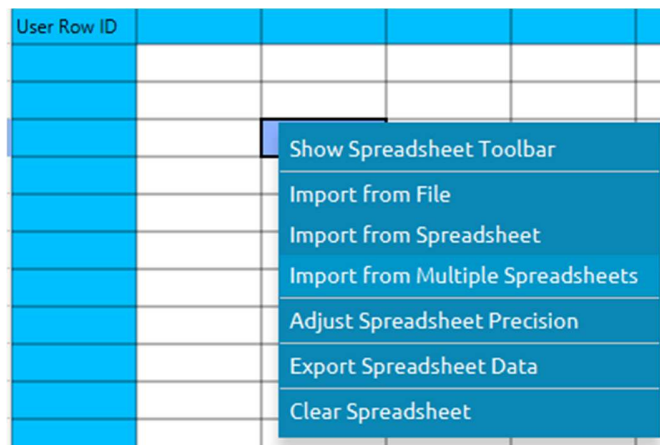 User Row ID
Show Spreadsheet Toolbar
Import from File
Import from Spreadsheet
Import from Multiple Spreadsheets
Adjust Spreadsheet Precision
Export Spreadsheet Data
Clear Spreadsheet